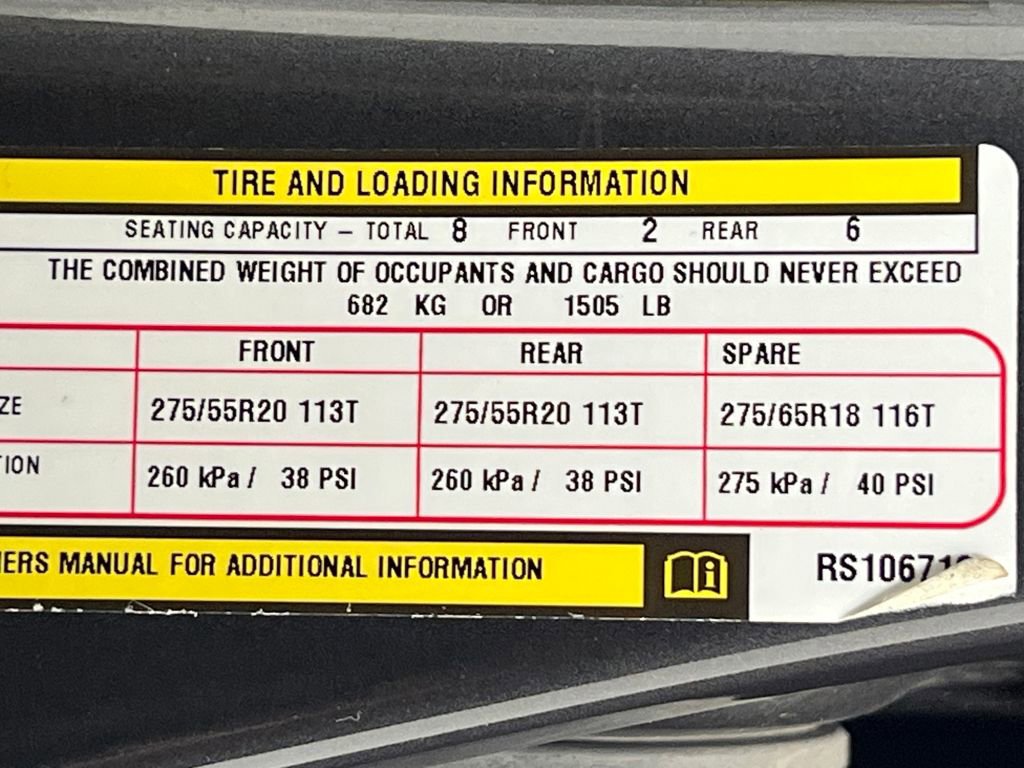 TIRE AND LOADING INFORMATION
SEATING CAPACITY – TOTAL 8 FRONT 2 REAR 6
THE COMBINED WEIGHT OF OCCUPANTS AND CARGO SHOULD NEVER EXCEED
682 KG OR 1505 LB
FRONT REAR SPARE
ZE 275/55R20 113T 275/55R20 113T 275/65R18 116T
TION 260 kPa / 38 PSI 260 kPa / 38 PSI 275 kPa / 40 PSI
ERS MANUAL FOR ADDITIONAL INFORMATION
RS10671